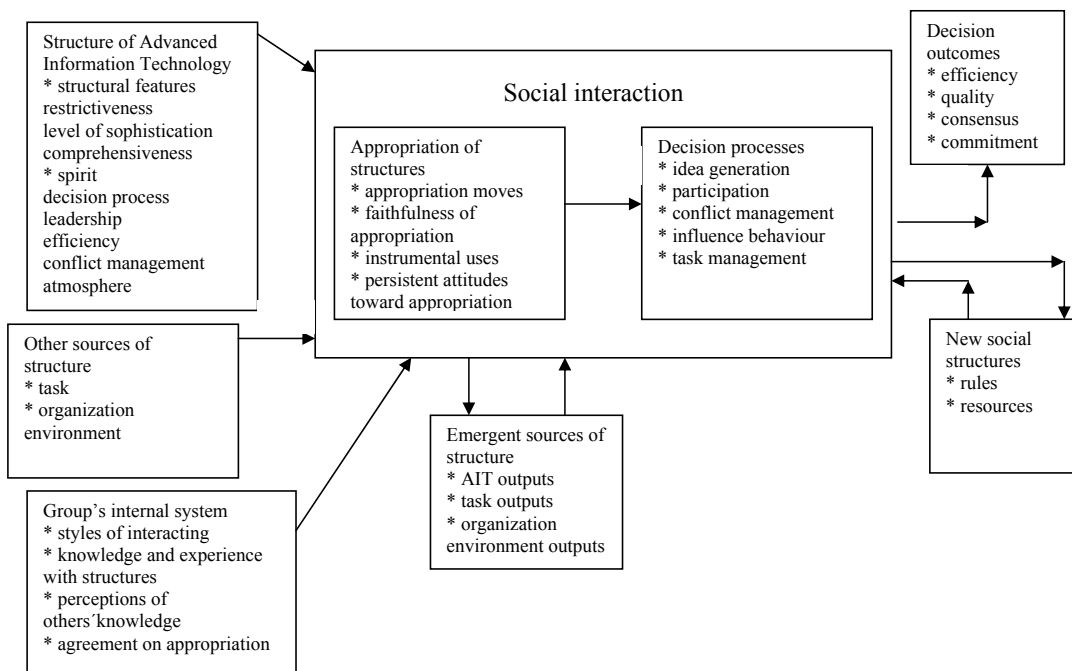 Structure of Advanced
Information Technology
* structural features
restrictiveness
level of sophistication
comprehensiveness
* spirit
decision process
leadership
efficiency
conflict management
atmosphere
Other sources of
structure
* task
* organization
environment
Group's internal system
* styles of interacting
* knowledge and experience
with structures
* perceptions of
others´knowledge
* agreement on appropriation
Social interaction
Appropriation of
structures
* appropriation moves
* faithfulness of
appropriation
* instrumental uses
* persistent attitudes
toward appropriation
Decision processes
* idea generation
* participation
* conflict management
* influence behaviour
* task management
Emergent sources of
structure
* AIT outputs
* task outputs
* organization
environment outputs
Decision
outcomes
* efficiency
* quality
* consensus
* commitment
New social
structures
* rules
* resources